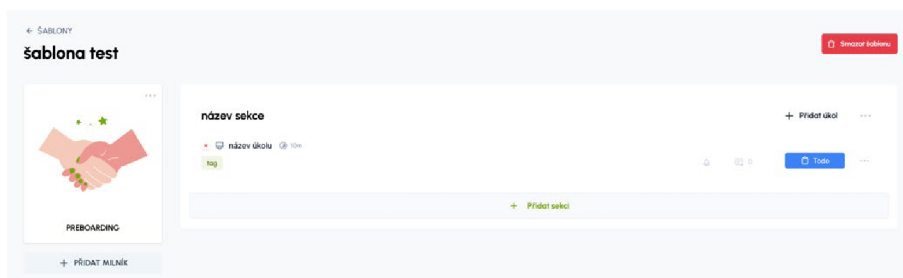 ← ŠABLONY
šablona test
Smazat šablonu
název sekce
+ Přidat úkol
název úkolu 10m
tag
0
Todo
+ Přidat sekci
PREBOARDING
+ PŘIDAT MILNÍK